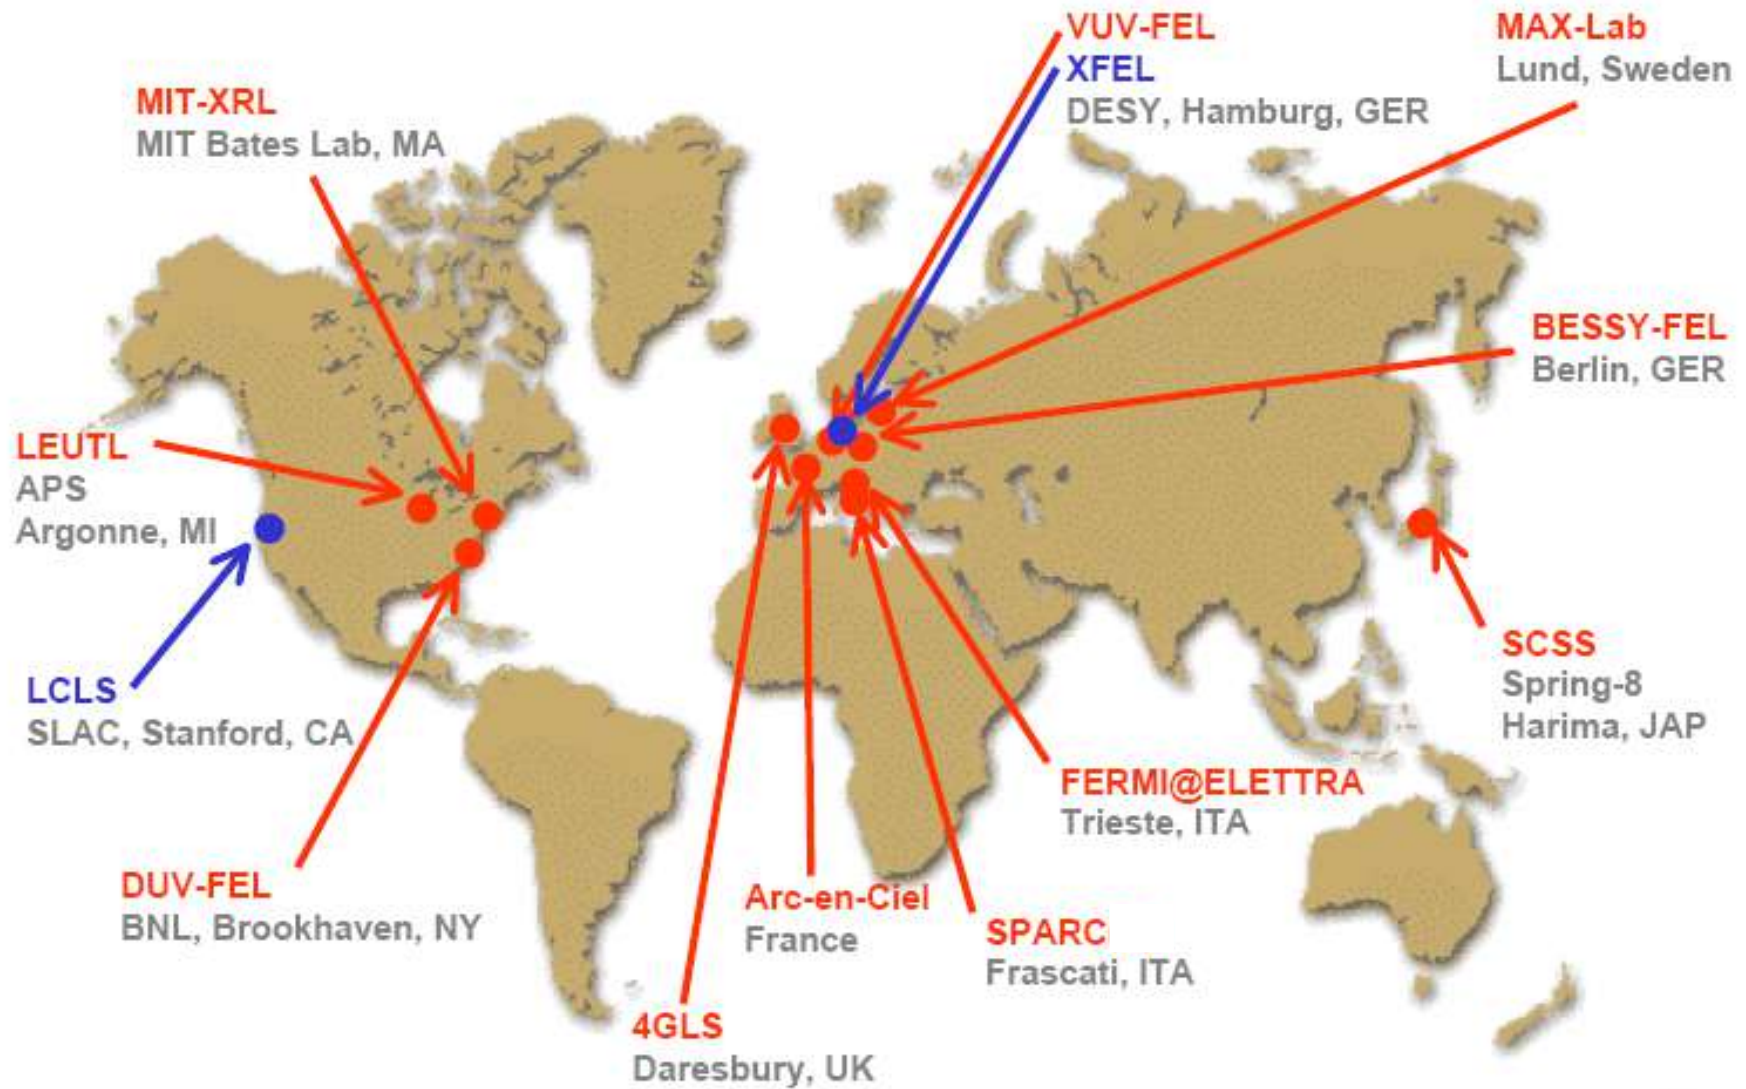 VUV-FEL
XFEL
DESY, Hamburg, GER
MAX-Lab
Lund, Sweden
MIT-XRL
MIT Bates Lab, MA
BESSY-FEL
Berlin, GER
LEUTL
APS
Argonne, MI
LCLS
SLAC, Stanford, CA
SCSS
Spring-8
Harima, JAP
FERMI@ELETTRA
Trieste, ITA
DUV-FEL
BNL, Brookhaven, NY
Arc-en-Ciel
France
SPARC
Frascati, ITA
4GLS
Daresbury, UK